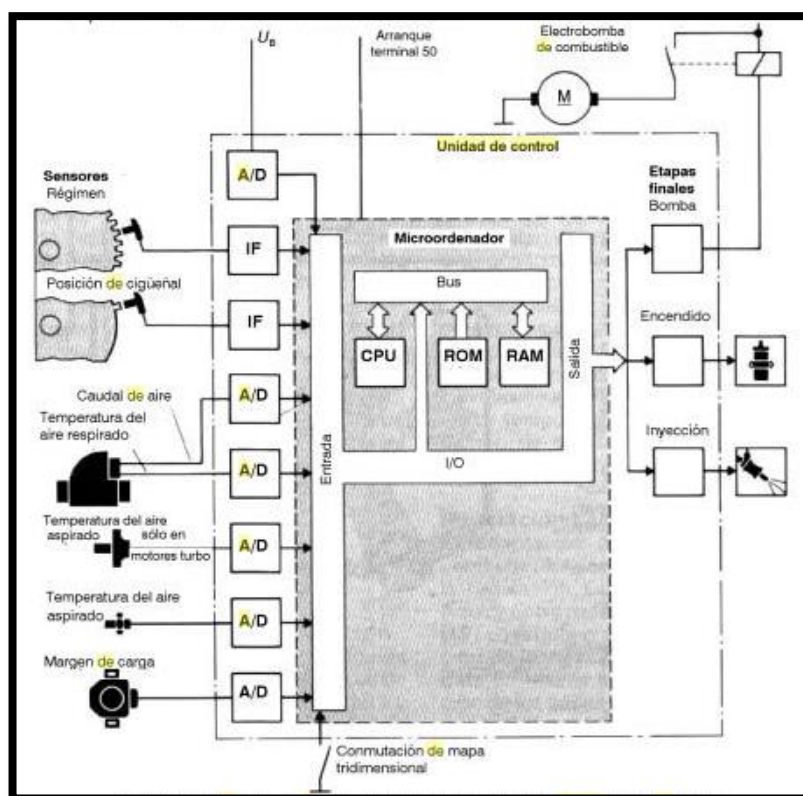 U_B
Arranque
terminal 50
Electrobomba
de combustible
M
Unidad de control
Sensores
Régimen
A/D
Etapas
finales
Bomba
Microordenador
IF
Bus
Posición de cigüeñal
IF
CPU
ROM
RAM
Encendido
Entrada
Salida
Caudal de aire
A/D
Temperatura del
aire respirado
Inyección
I/O
A/D
Temperatura del aire
aspirado
sólo en
motores turbo
A/D
Temperatura del aire
aspirado
A/D
Margen de carga
A/D
Conmutación de mapa
tridimensional